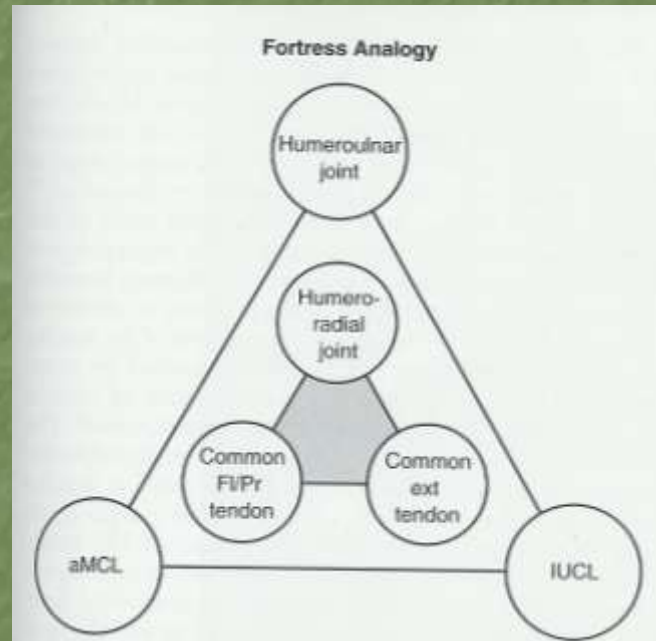 Fortress Analogy
Humeroulnar
joint
Humero-
radial
joint
Common
Fl/Pr
tendon
Common
ext
tendon
aMCL
lUCL